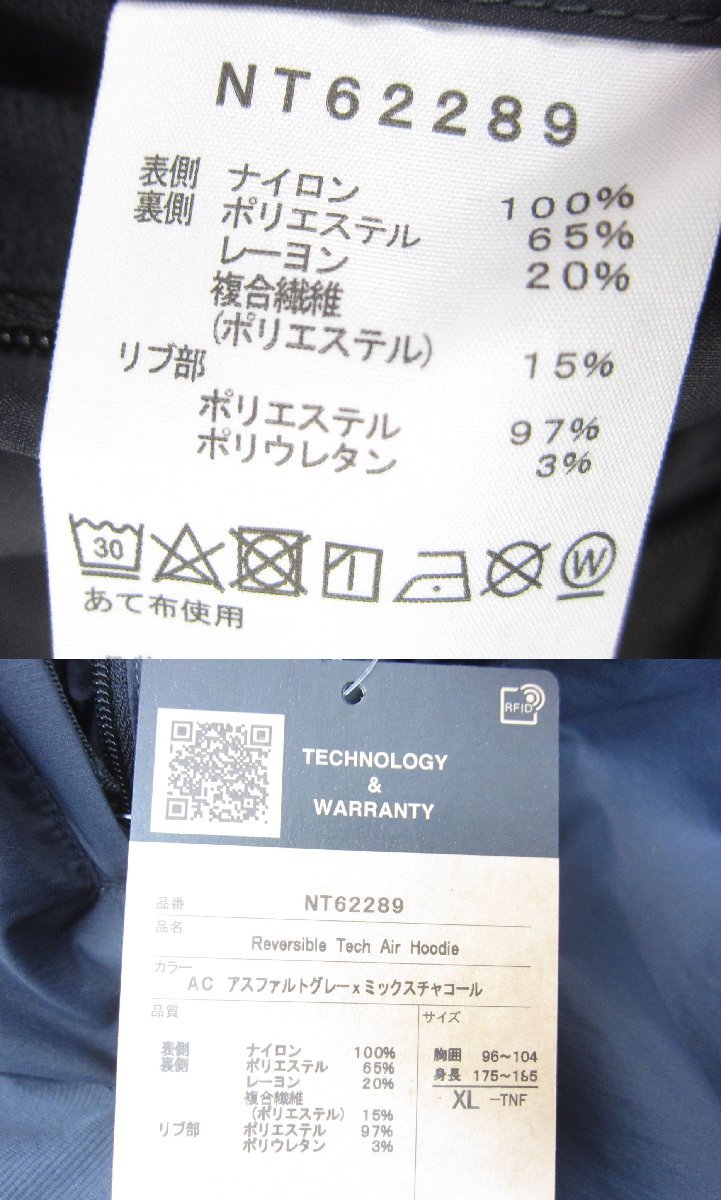 NT62289
表側 ナイロン 100%
裏側 ポリエステル 65%
レーヨン 20%
複合繊維
(ポリエステル) 15%
リブ部
ポリエステル 97%
ポリウレタン 3%
30 W
あて布使用
RFID
TECHNOLOGY
&
WARRANTY
品番 NT62289
品名
Reversible Tech Air Hoodie
カラー
AC アスファルトグレーxミックスチャコール
品質
表側 ナイロン 100%
裏側 ポリエステル 65%
レーヨン 20%
複合繊維
(ポリエステル) 15%
リブ部 ポリエステル 97%
ポリウレタン 3%
サイズ
胸囲 96~104
身長 175~185
XL -TNF